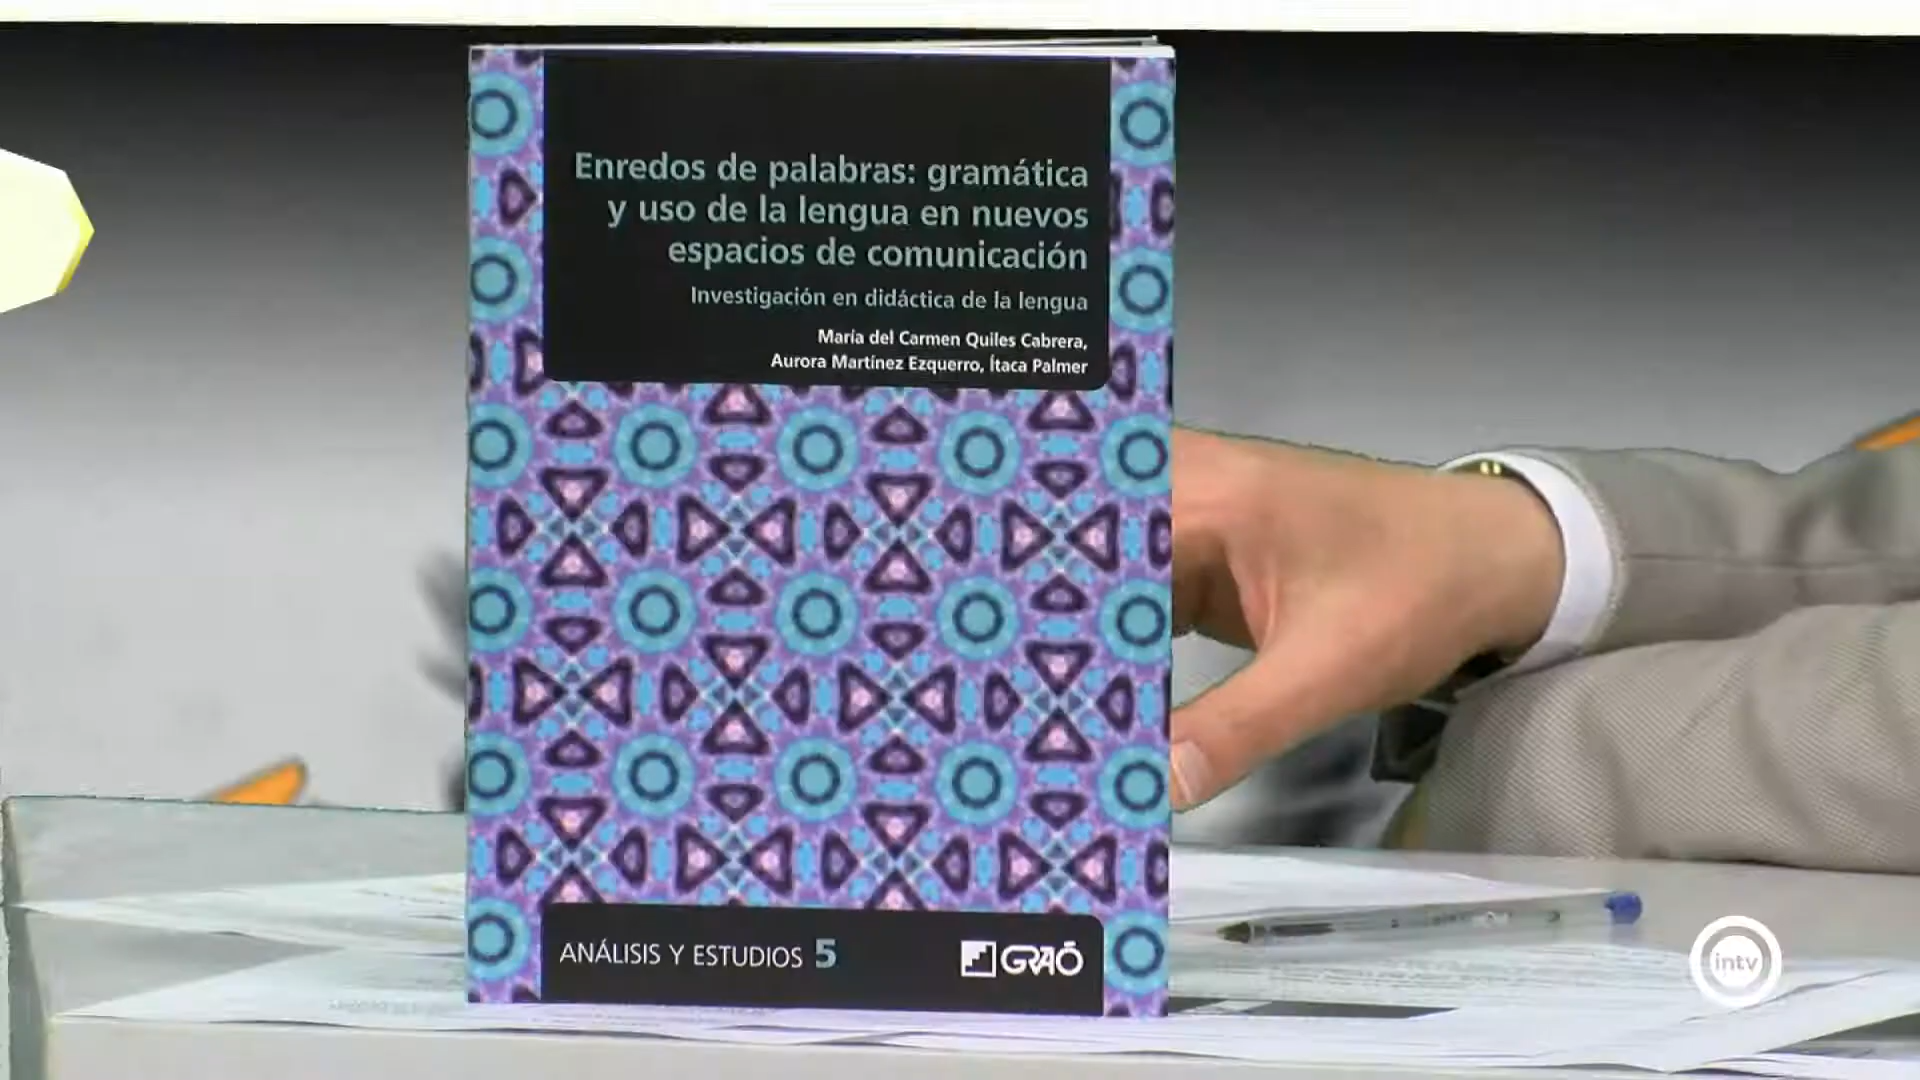 Enredos de palabras: gramática
y uso de la lengua en nuevos
espacios de comunicación
Investigación en didáctica de la lengua
María del Carmen Quiles Cabrera,
Aurora Martínez Ezquerro, Ítaca Palmer
ANÁLISIS Y ESTUDIOS 5
GRAÓ
intv